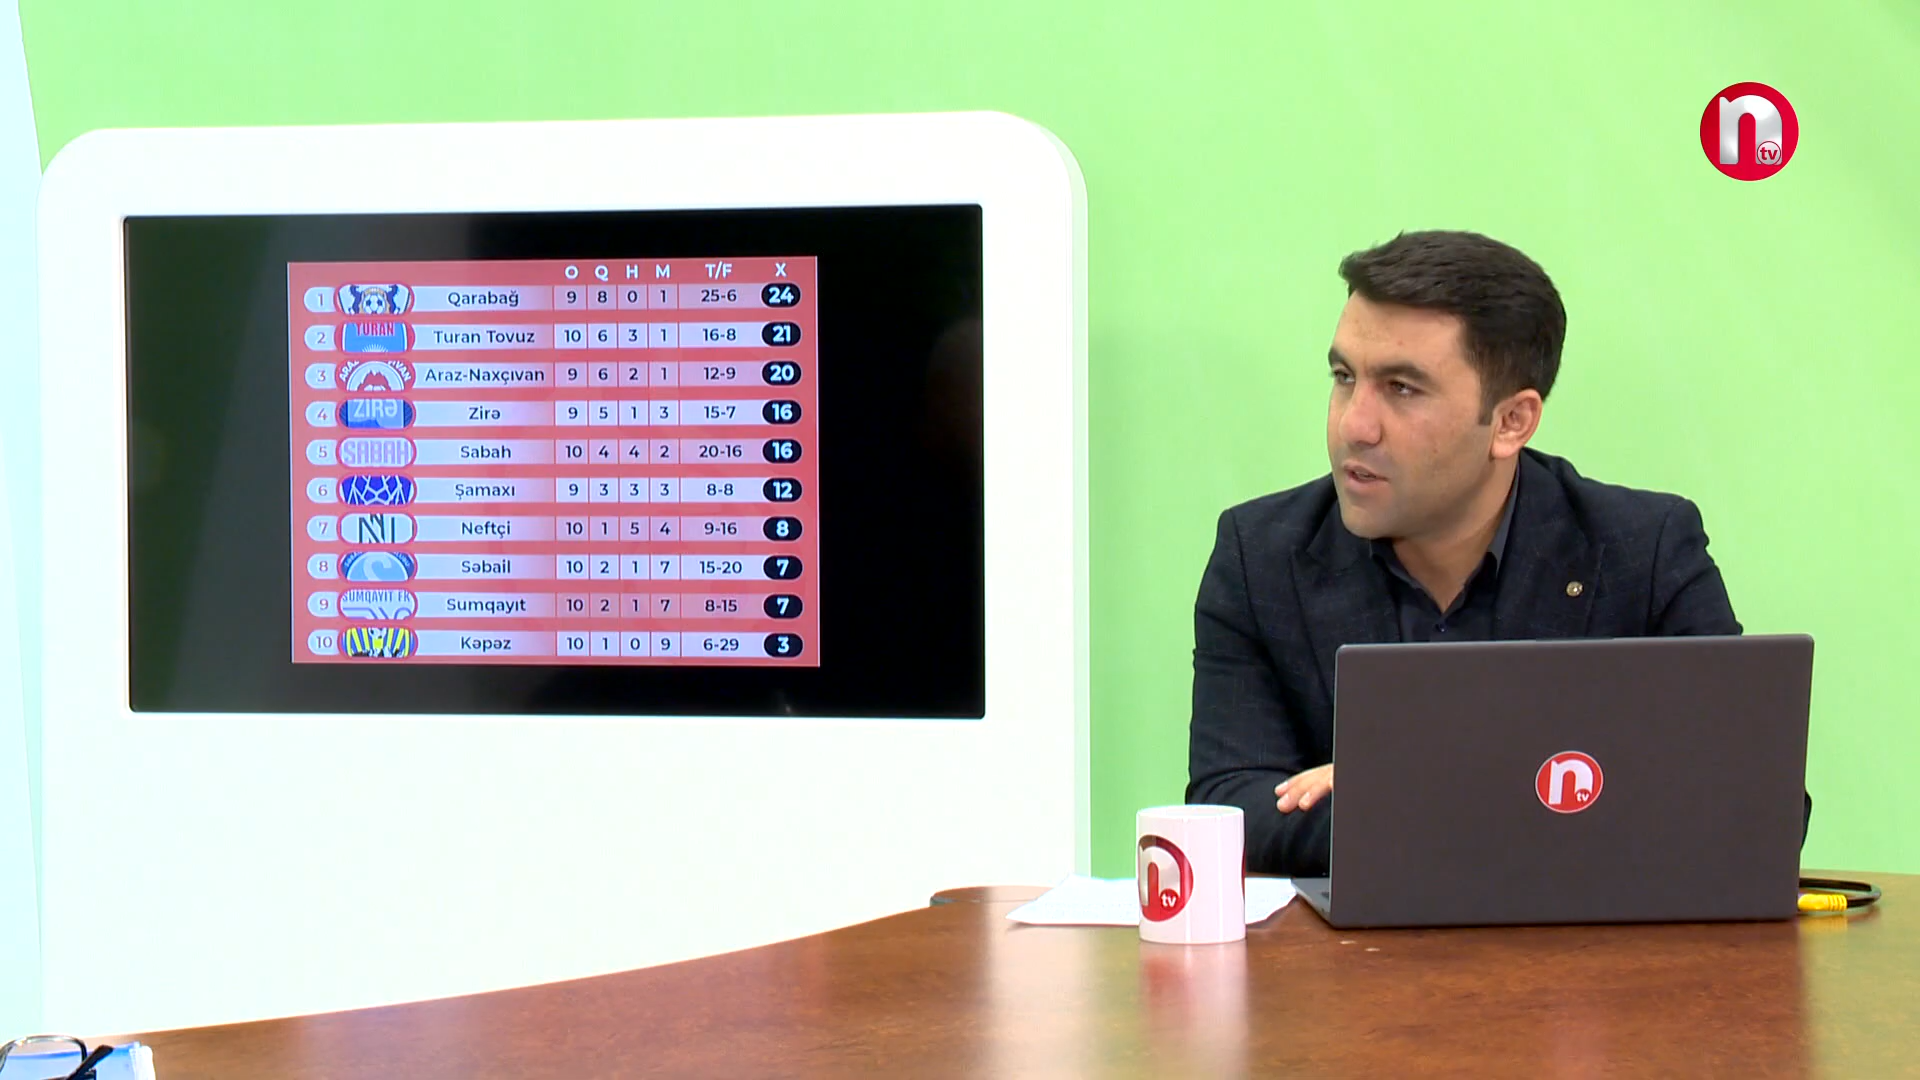 n
tv
O Q H M T/F X
1 Qarabağ 9 8 0 1 25-6 24
2 TURAN Turan Tovuz 10 6 3 1 16-8 21
3 Araz-Naxçıvan 9 6 2 1 12-9 20
4 ZİRƏ Zirə 9 5 1 3 15-7 16
5 SABAH Sabah 10 4 4 2 20-16 16
6 Şamaxı 9 3 3 3 8-8 12
7 Neftçi 10 1 5 4 9-16 8
8 Səbail 10 2 1 7 15-20 7
9 SUMQAYIT FK Sumqayıt 10 2 1 7 8-15 7
10 Kəpəz 10 1 0 9 6-29 3
n
tv
n
tv